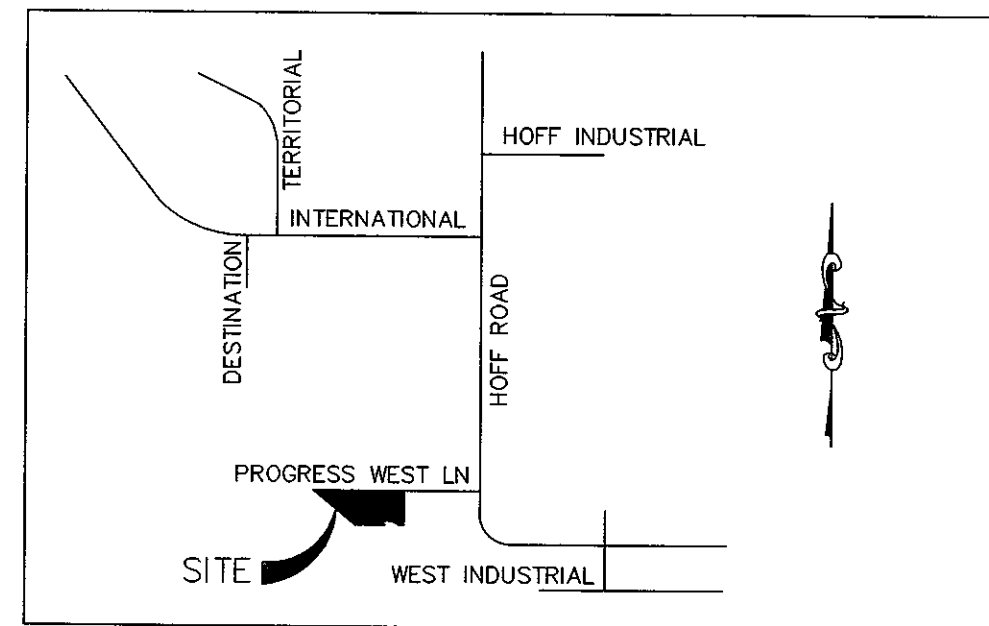 TERRITORIAL
HOFF INDUSTRIAL
INTERNATIONAL
DESTINATION
HOFF ROAD
PROGRESS WEST LN
SITE
WEST INDUSTRIAL